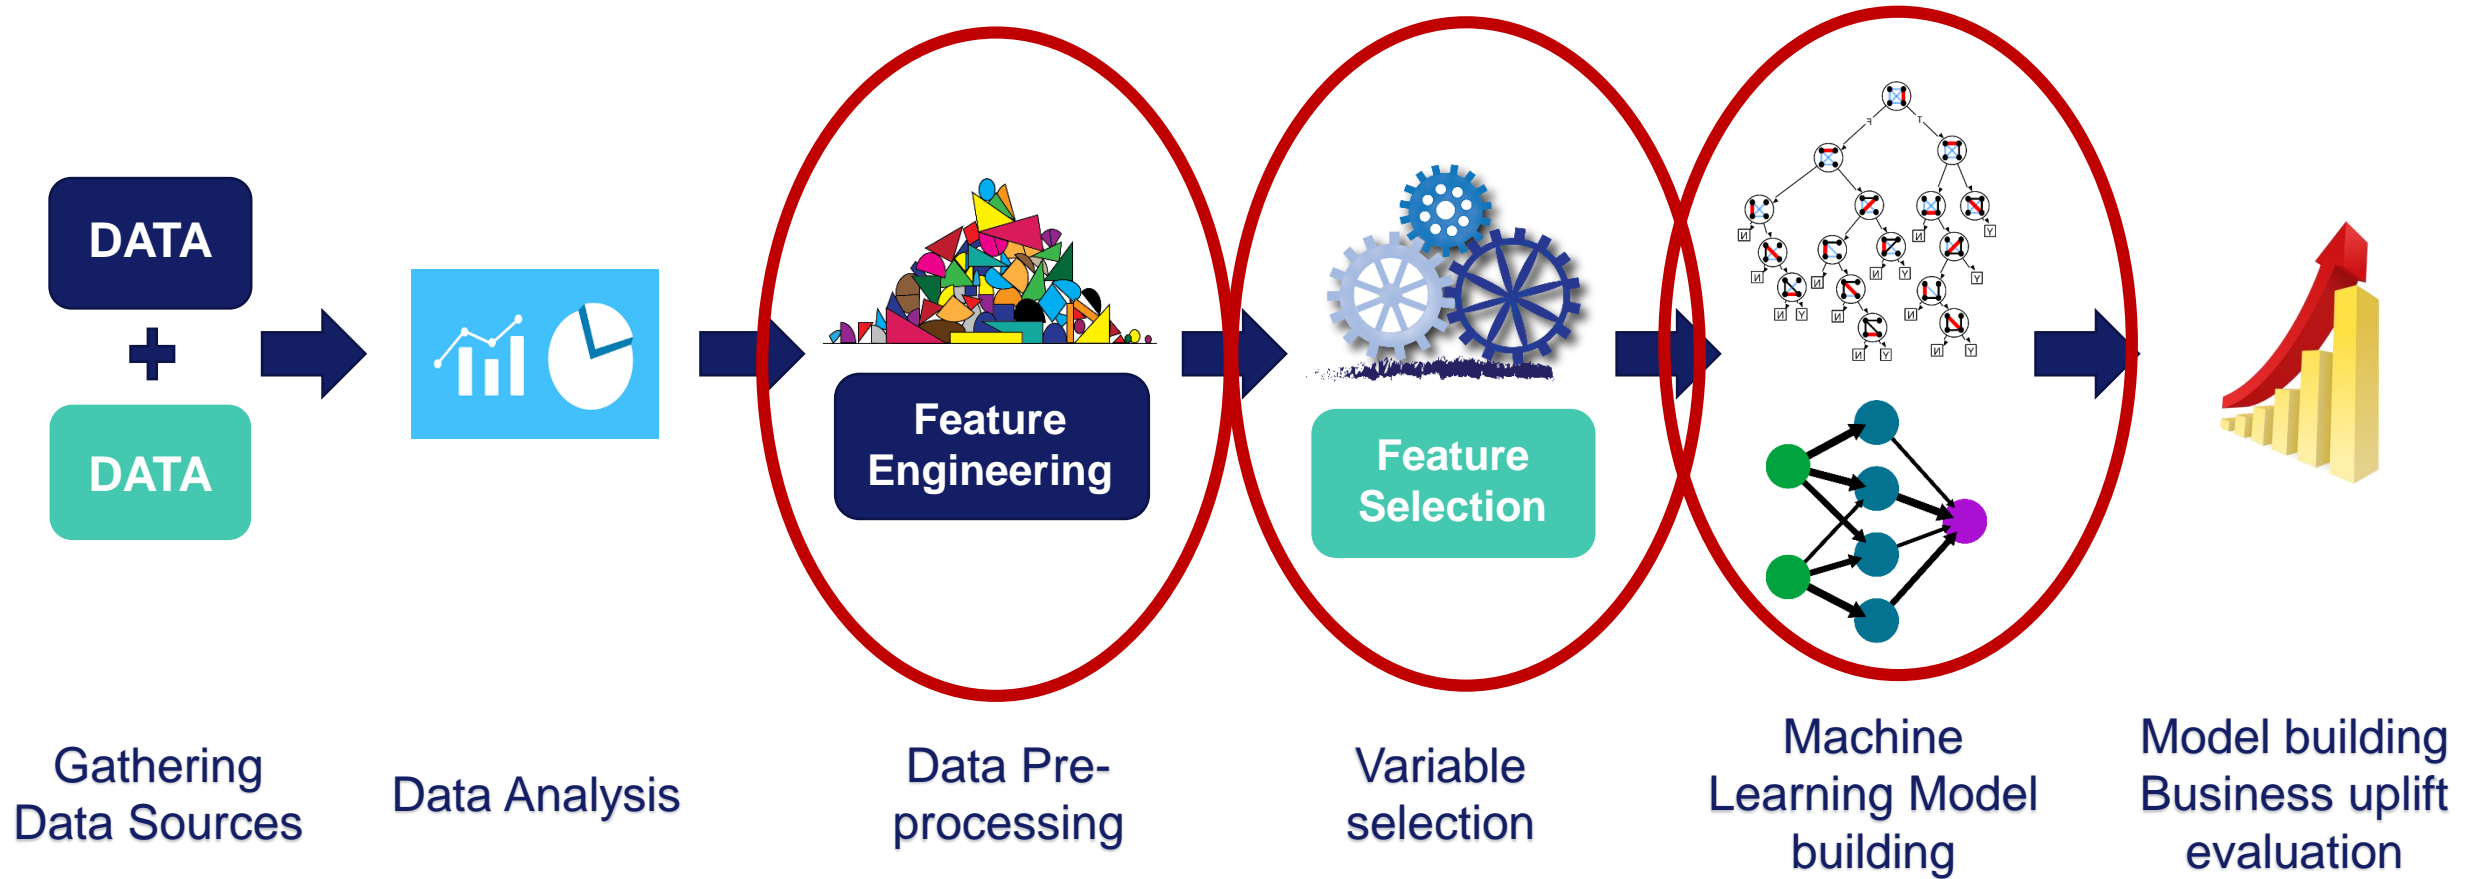 DATA
DATA
Feature
Engineering
Feature
Selection
F
T
Gathering
Data Sources
Data Analysis
Data Pre-
processing
Variable
selection
Machine
Learning Model
building
Model building
Business uplift
evaluation